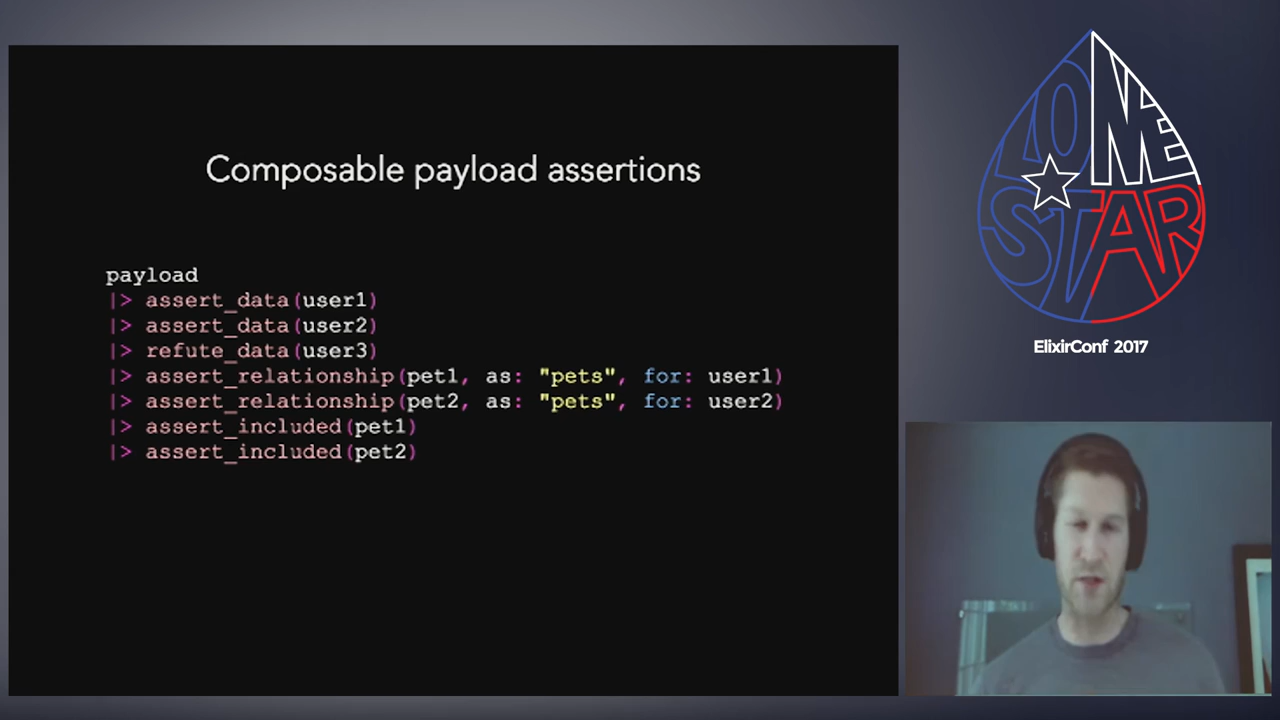 Composable payload assertions
payload
|> assert_data(user1)
|> assert_data(user2)
|> refute_data(user3)
|> assert_relationship(pet1, as: "pets", for: user1)
|> assert_relationship(pet2, as: "pets", for: user2)
|> assert_included(pet1)
|> assert_included(pet2)
LONE
STAR
ElixirConf 2017